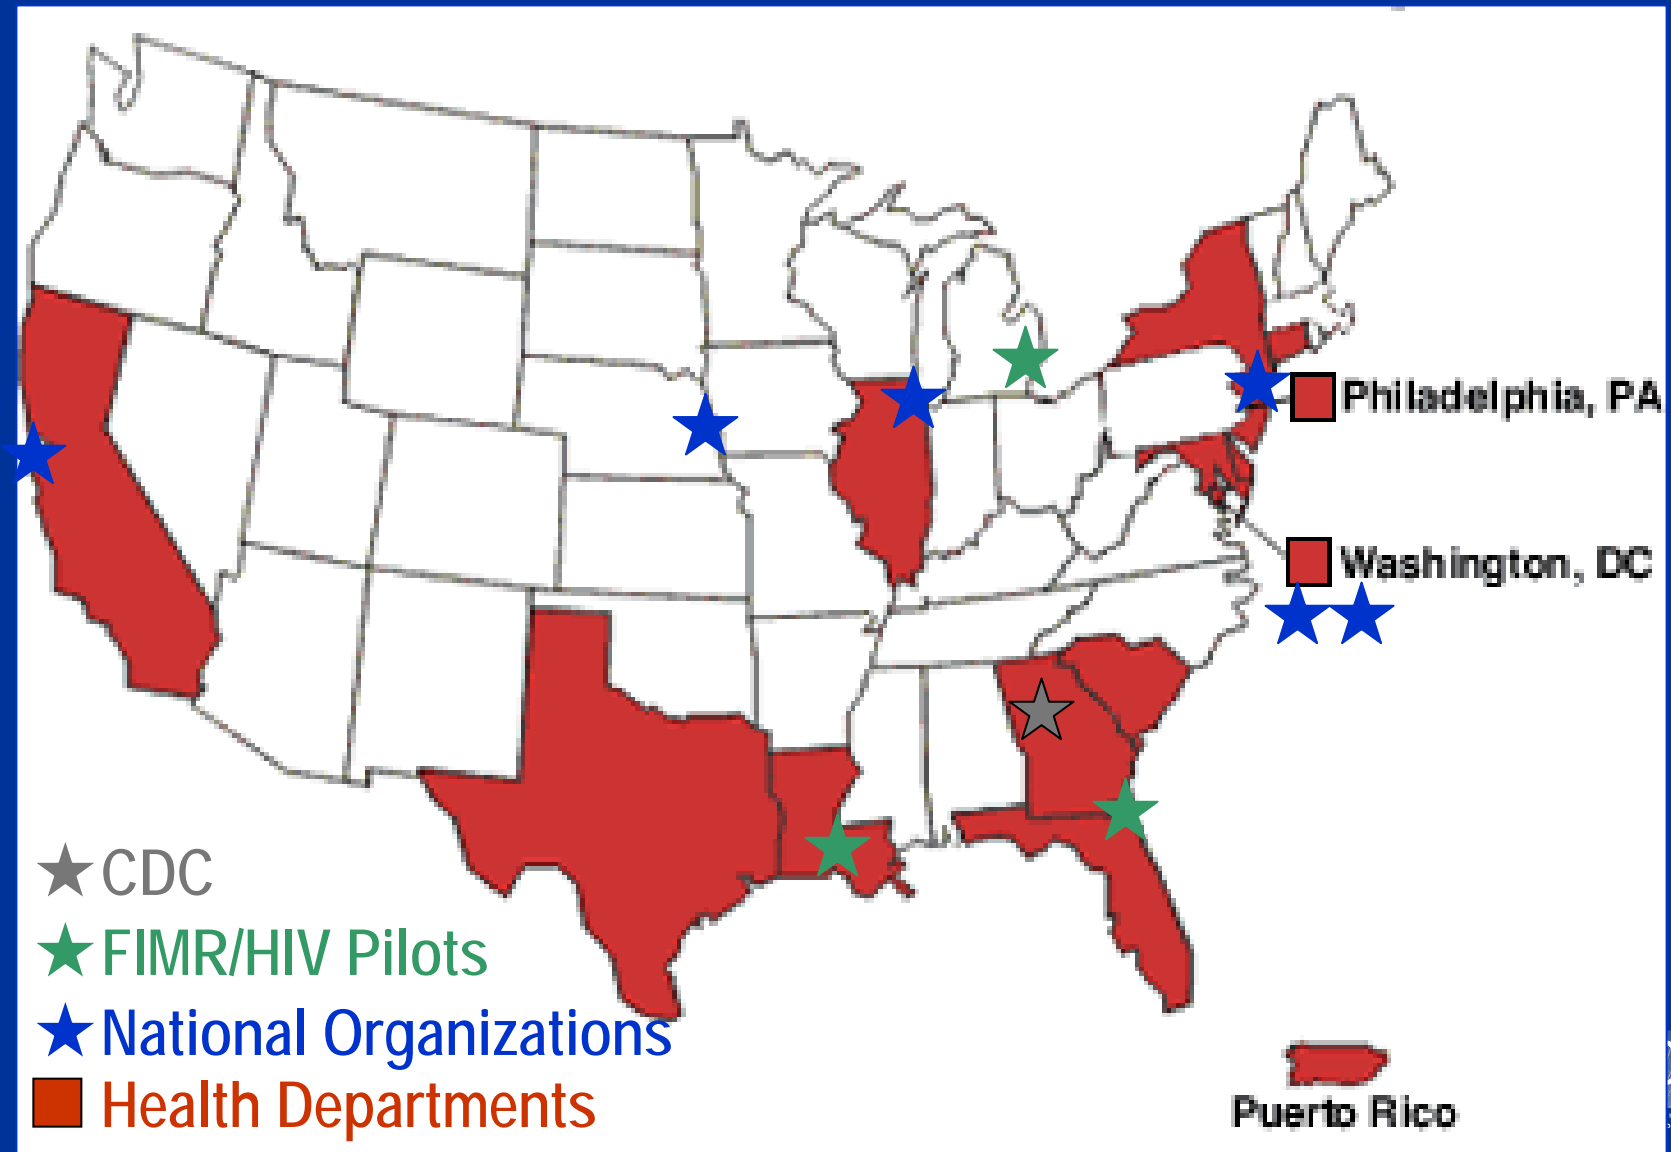 Philadelphia, PA
Washington, DC
CDC
FIMR/HIV Pilots
National Organizations
Health Departments
Puerto Rico